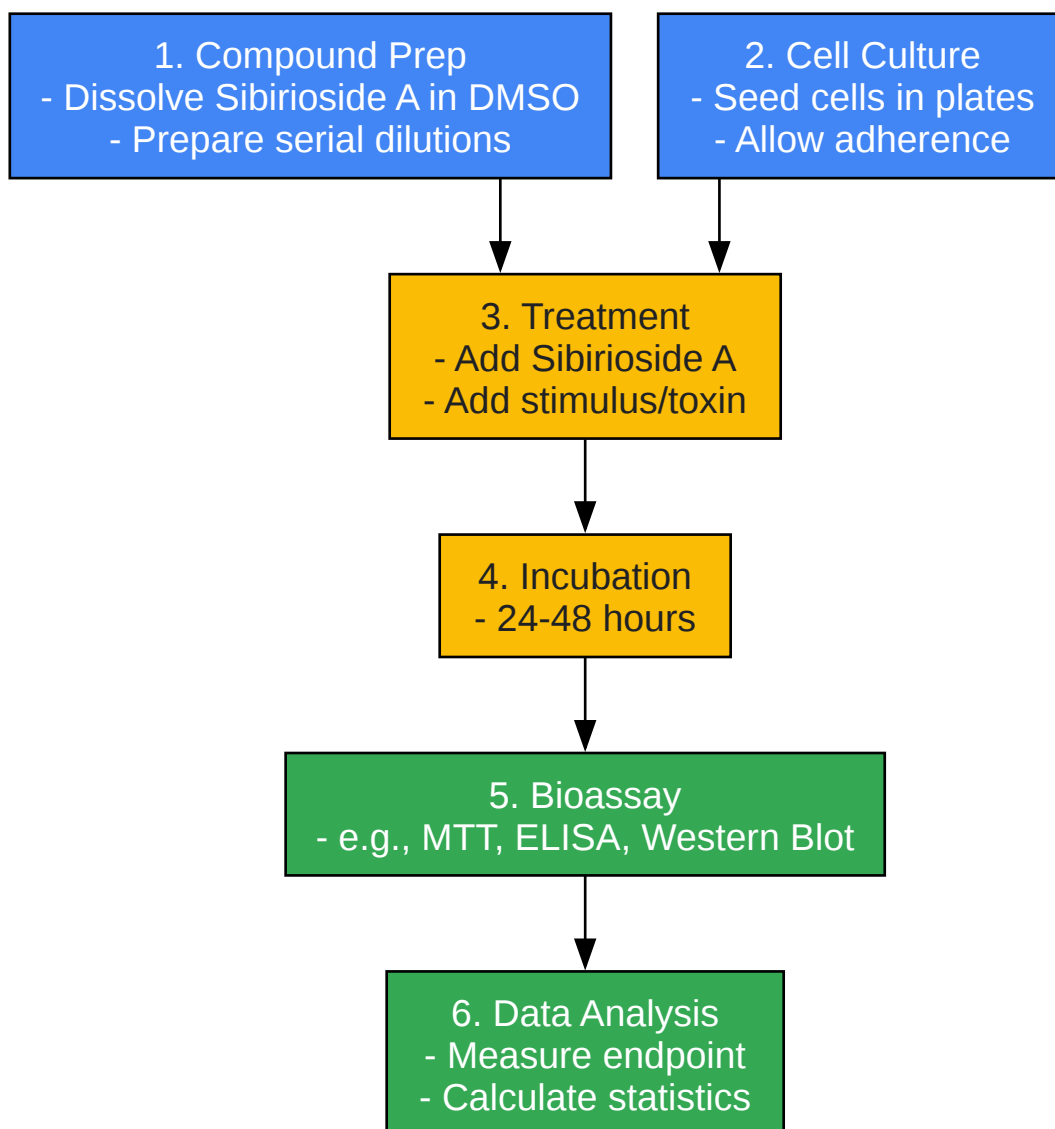 1. Compound Prep
- Dissolve Sibirioside A in DMSO
- Prepare serial dilutions
2. Cell Culture
- Seed cells in plates
- Allow adherence
3. Treatment
- Add Sibirioside A
- Add stimulus/toxin
4. Incubation
- 24-48 hours
5. Bioassay
- e.g., MTT, ELISA, Western Blot
6. Data Analysis
- Measure endpoint
- Calculate statistics